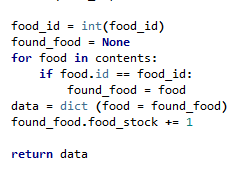 food_id = int(food_id)
found_food = None
for food in contents:
    if food.id == food_id:
        found_food = food
data = dict (food = found_food)
found_food.food_stock += 1
return data